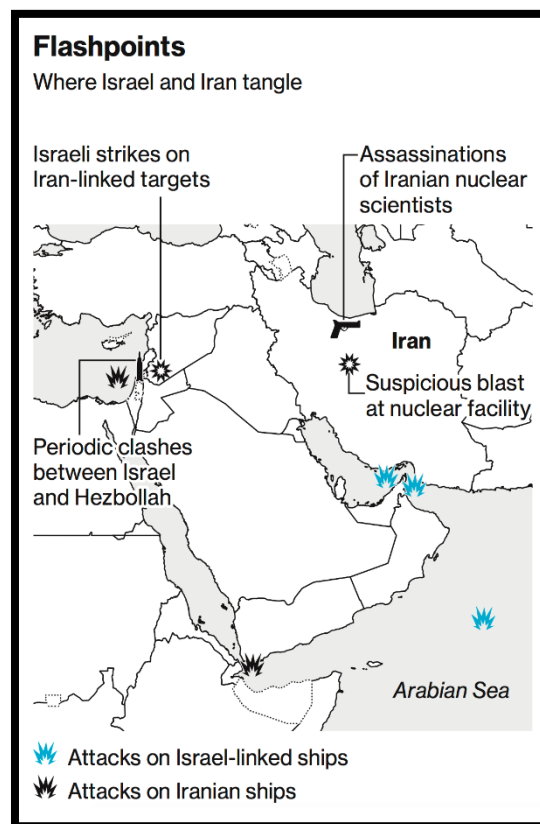 Flashpoints
Where Israel and Iran tangle
Israeli strikes on
Iran-linked targets
Assassinations
of Iranian nuclear
scientists
Iran
Suspicious blast
at nuclear facility
Periodic clashes
between Israel
and Hezbollah
Arabian Sea
Attacks on Israel-linked ships
Attacks on Iranian ships